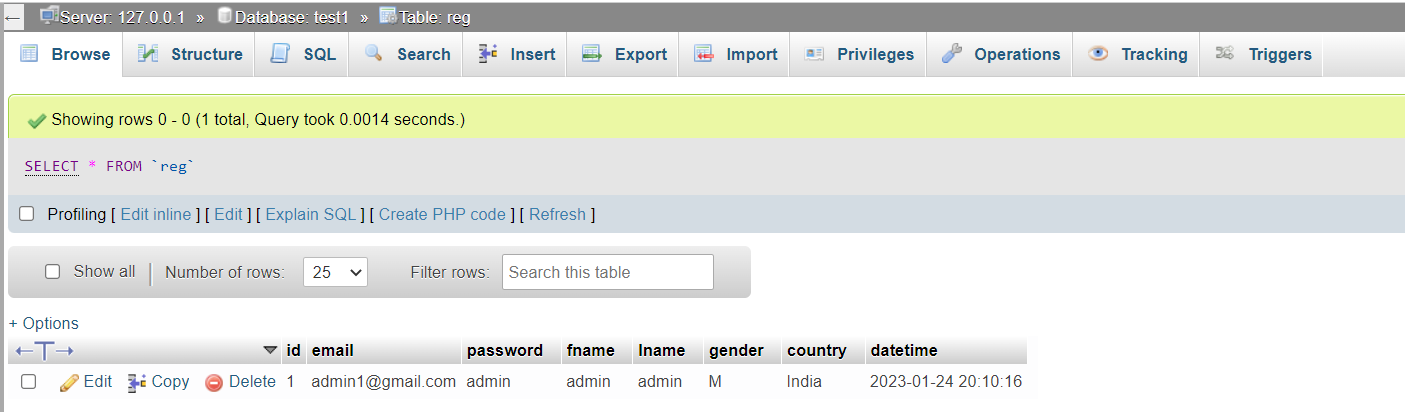 Server: 127.0.0.1 » Database: test1 » Table: reg
Browse Structure SQL Search Insert Export Import Privileges Operations Tracking Triggers
Showing rows 0 - 0 (1 total, Query took 0.0014 seconds.)
SELECT * FROM `reg`
Profiling [ Edit inline ] [ Edit ] [ Explain SQL ] [ Create PHP code ] [ Refresh ]
Show all | Number of rows: 25 Filter rows: Search this table
+ Options
←T→ id email password fname lname gender country datetime
Edit Copy Delete 1 admin1@gmail.com admin admin admin M India 2023-01-24 20:10:16